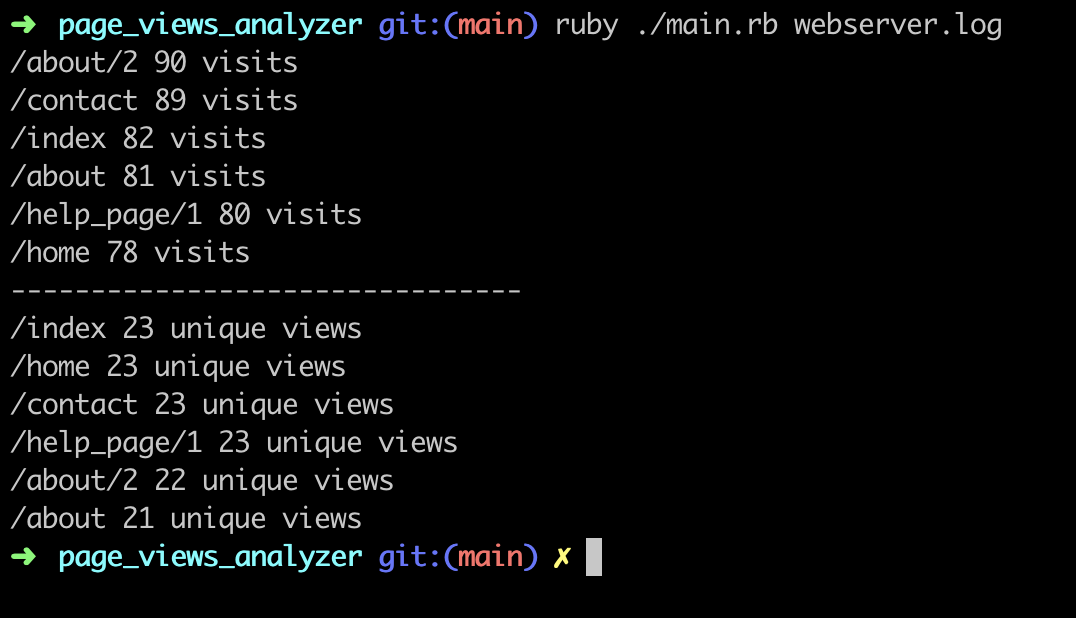 ➜ page_views_analyzer git:(main) ruby ./main.rb webserver.log
/about/2 90 visits
/contact 89 visits
/index 82 visits
/about 81 visits
/help_page/1 80 visits
/home 78 visits
--------------------------------
/index 23 unique views
/home 23 unique views
/contact 23 unique views
/help_page/1 23 unique views
/about/2 22 unique views
/about 21 unique views
➜ page_views_analyzer git:(main) ✗